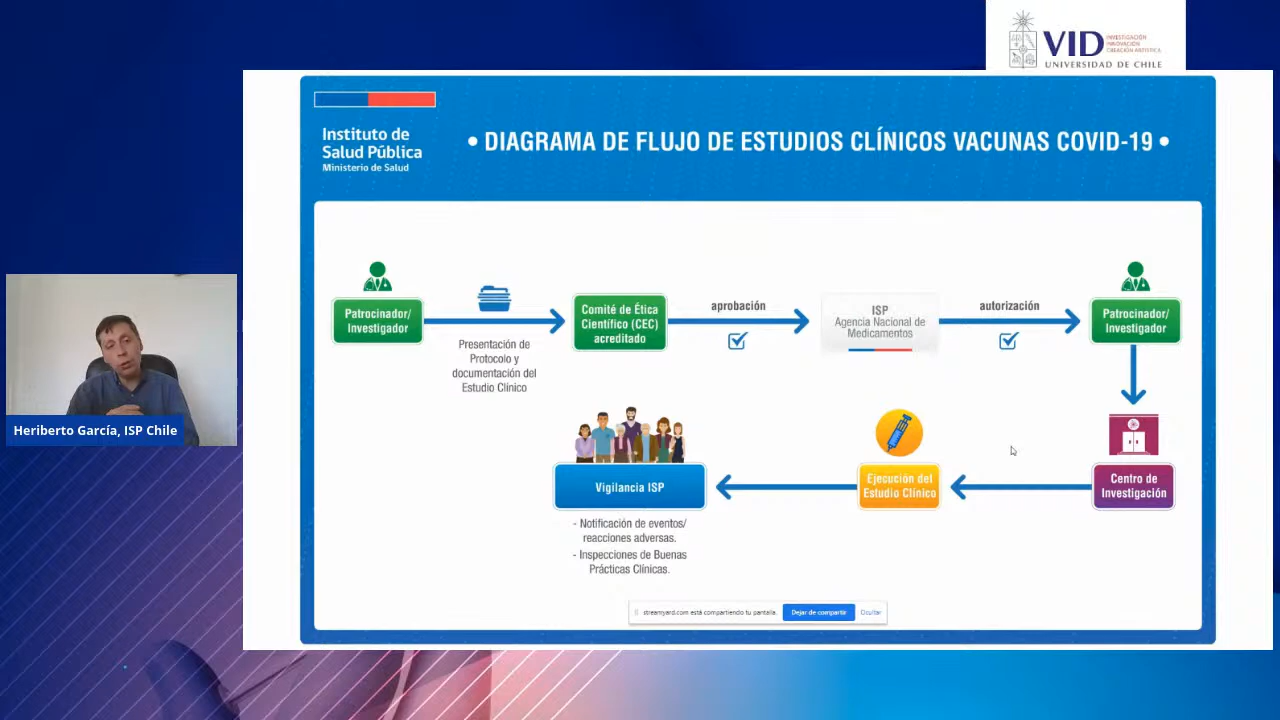 VID
INVESTIGACIÓN
INNOVACIÓN
CREACIÓN ARTÍSTICA
UNIVERSIDAD DE CHILE
Instituto de
Salud Pública
Ministerio de Salud
• DIAGRAMA DE FLUJO DE ESTUDIOS CLÍNICOS VACUNAS COVID-19 •
Patrocinador/
Investigador
Presentación de
Protocolo y
documentación del
Estudio Clínico
Comité de Ética
Científico (CEC)
acreditado
aprobación
ISP
Agencia Nacional de
Medicamentos
autorización
Patrocinador/
Investigador
Centro de
Investigación
Ejecución del
Estudio Clínico
Vigilancia ISP
- Notificación de eventos/
reacciones adversas.
- Inspecciones de Buenas
Prácticas Clínicas.
Heriberto García, ISP Chile
streamyard.com está compartiendo tu pantalla.
Dejar de compartir
Ocultar